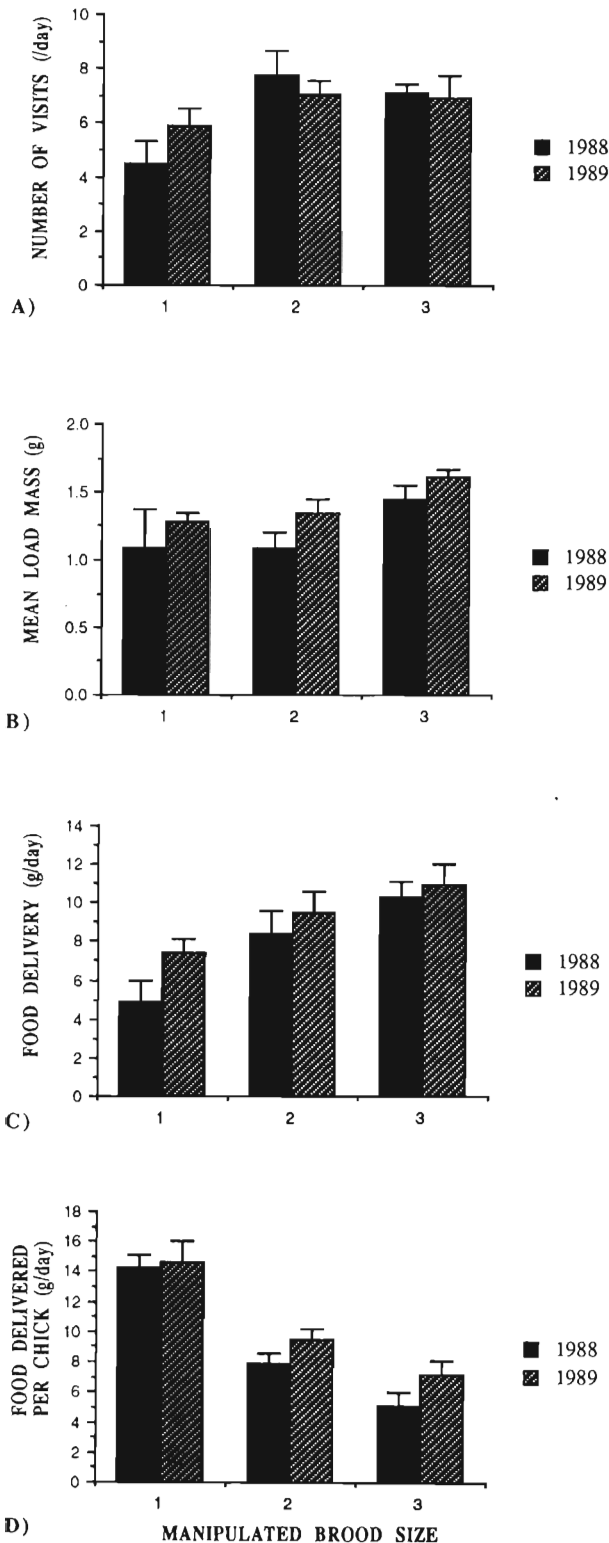 NUMBER OF VISITS (/day)
10
8
6
4
2
0
1 2 3
1988
1989
A)
MEAN LOAD MASS (g)
2.0
1.5
1.0
0.5
0.0
1 2 3
1988
1989
B)
FOOD DELIVERY (g/day)
14
12
10
8
6
4
2
0
1 2 3
1988
1989
C)
FOOD DELIVERED
PER CHICK (g/day)
18
16
14
12
10
8
6
4
2
0
1 2 3
1988
1989
D)
MANIPULATED BROOD SIZE